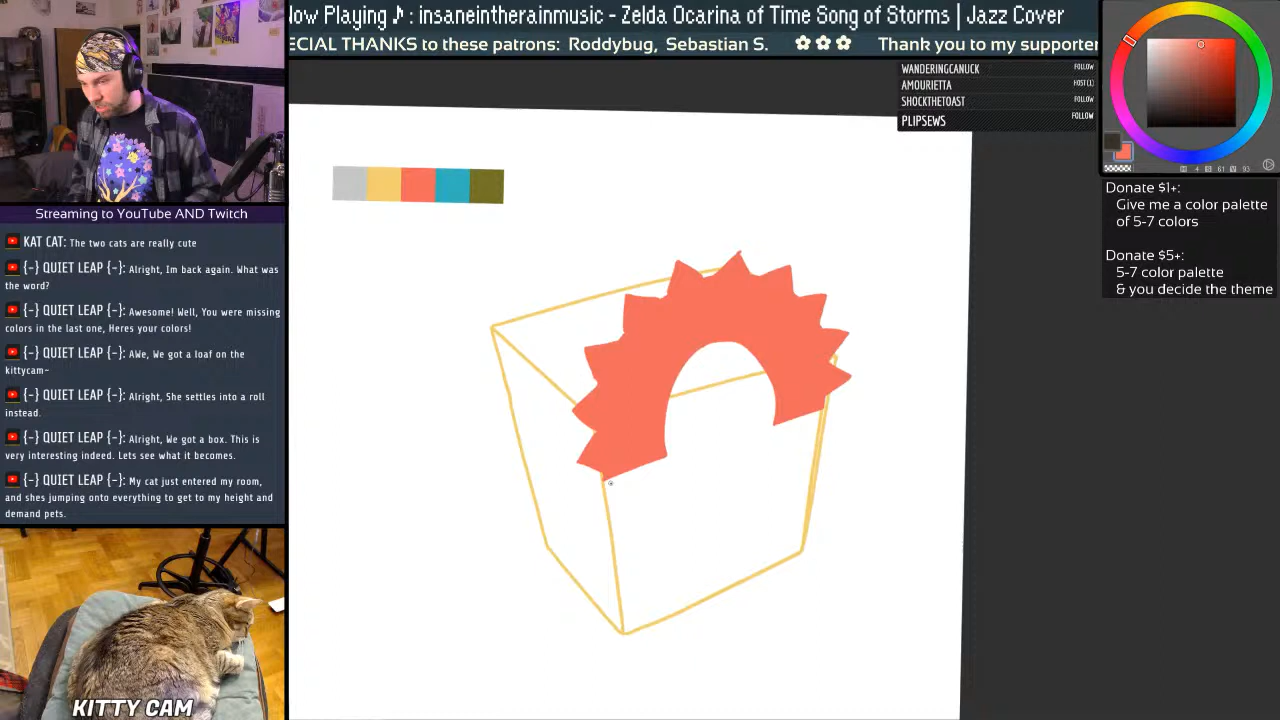 Now Playing ♪ : insaneintherainmusic - Zelda Ocarina of Time Song of Storms | Jazz Cover
ECIAL THANKS to these patrons: Roddybug, Sebastian S. ✿ ✿ ✿ Thank you to my supporter
WANDERINGCANUCK FOLLOW
AMOURIETTA HOST (1)
SHOCKTHETOAST FOLLOW
PLIPSEWS FOLLOW
Streaming to YouTube AND Twitch
KAT CAT: The two cats are really cute
{-} QUIET LEAP {-}: Alright, Im back again. What was
the word?
{-} QUIET LEAP {-}: Awesome! Well, You were missing
colors in the last one, Heres your colors!
{-} QUIET LEAP {-}: AWe, We got a loaf on the
kittycam~
{-} QUIET LEAP {-}: Alright, She settles into a roll
instead.
{-} QUIET LEAP {-}: Alright, We got a box. This is
very interesting indeed. Lets see what it becomes.
{-} QUIET LEAP {-}: My cat just entered my room,
and shes jumping onto everything to get to my height and
demand pets.
H 4 S 61 V 93
Donate $1+:
Give me a color palette
of 5-7 colors
Donate $5+:
5-7 color palette
& you decide the theme
KITTY CAM